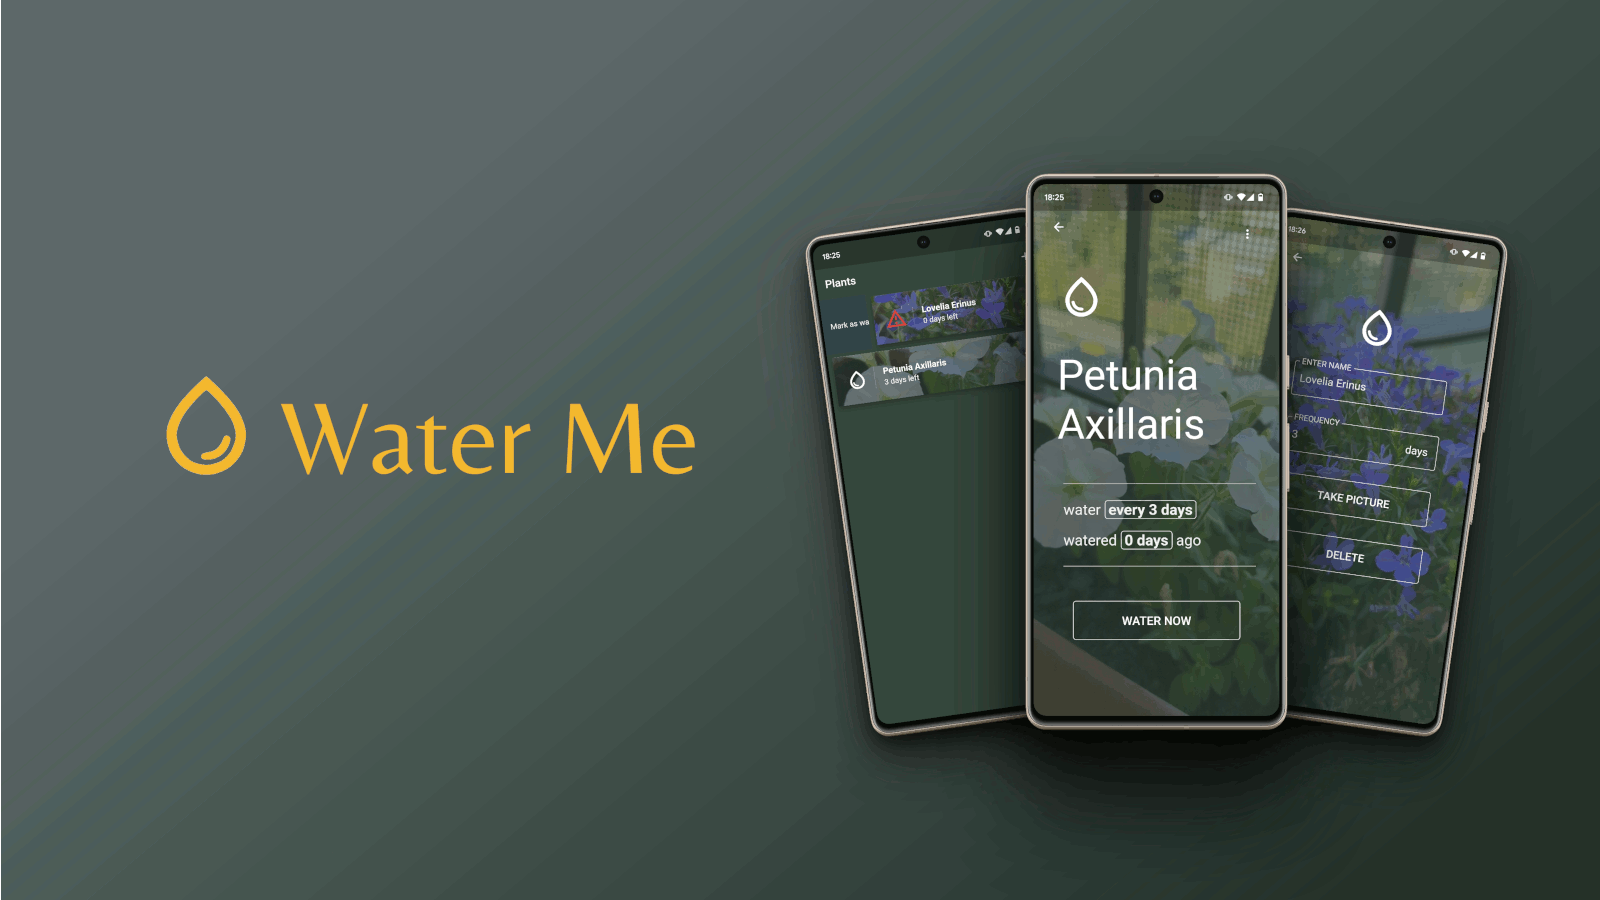 Water Me
18:25
Plants
Mark as wa
Lovelia Erinus
0 days left
Petunia Axillaris
3 days left
18:25
Petunia
Axillaris
water every 3 days
watered 0 days ago
WATER NOW
18:26
ENTER NAME
Lovelia Erinus
FREQUENCY
3
days
TAKE PICTURE
DELETE